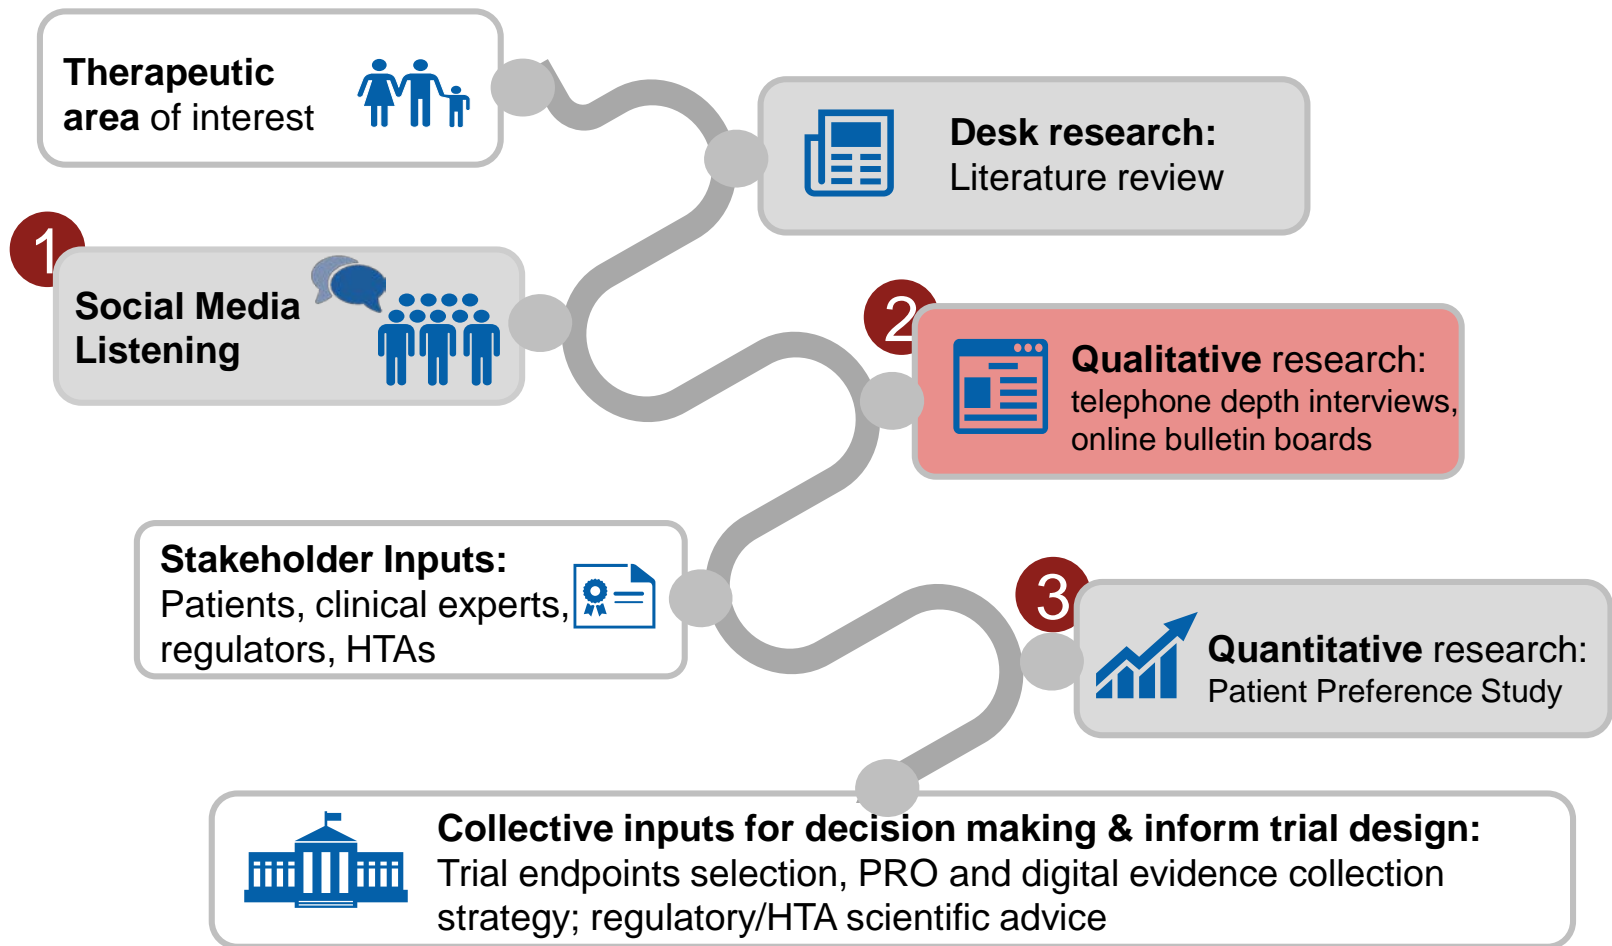 Therapeutic
area of interest
Desk research:
Literature review
1
Social Media
Listening
2
Qualitative research:
telephone depth interviews,
online bulletin boards
Stakeholder Inputs:
Patients, clinical experts,
regulators, HTAs
3
Quantitative research:
Patient Preference Study
Collective inputs for decision making & inform trial design:
Trial endpoints selection, PRO and digital evidence collection
strategy; regulatory/HTA scientific advice